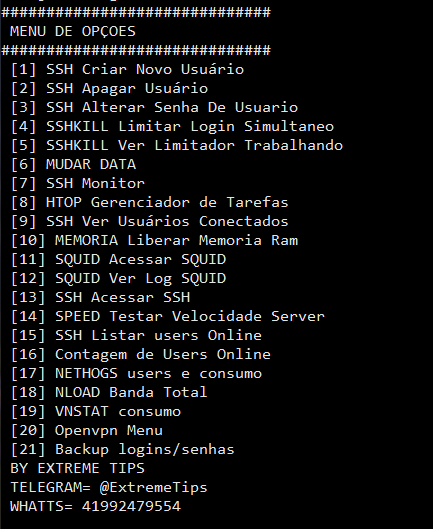 ##############################
MENU DE OPÇOES
##############################
[1] SSH Criar Novo Usuário
[2] SSH Apagar Usuário
[3] SSH Alterar Senha De Usuario
[4] SSHKILL Limitar Login Simultaneo
[5] SSHKILL Ver Limitador Trabalhando
[6] MUDAR DATA
[7] SSH Monitor
[8] HTOP Gerenciador de Tarefas
[9] SSH Ver Usuários Conectados
[10] MEMORIA Liberar Memoria Ram
[11] SQUID Acessar SQUID
[12] SQUID Ver Log SQUID
[13] SSH Acessar SSH
[14] SPEED Testar Velocidade Server
[15] SSH Listar users Online
[16] Contagem de Users Online
[17] NETHOGS users e consumo
[18] NLOAD Banda Total
[19] VNSTAT consumo
[20] Openvpn Menu
[21] Backup logins/senhas
BY EXTREME TIPS
TELEGRAM= @ExtremeTips
WHATTS= 41992479554